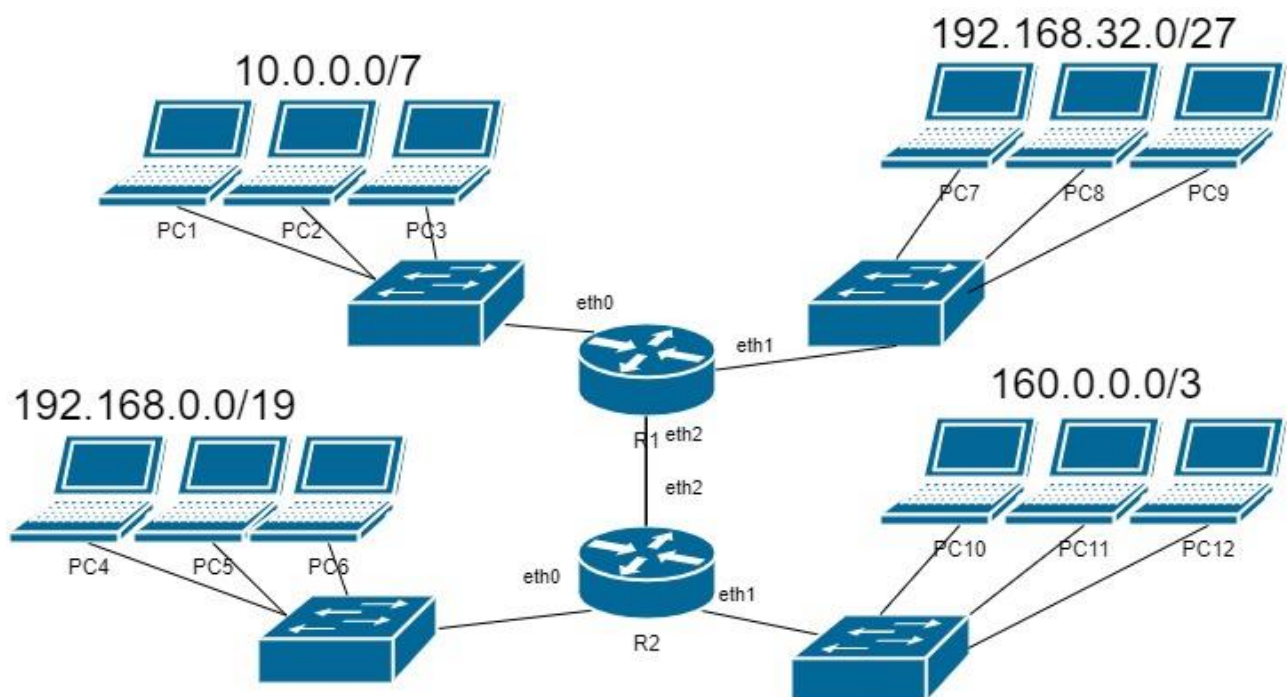 192.168.32.0/27
10.0.0.0/7
PC7 PC8 PC9
PC1 PC2 PC3
eth0
eth1
160.0.0.0/3
192.168.0.0/19
R1 eth2
eth2
PC10 PC11 PC12
PC4 PC5 PC6
eth0
eth1
R2